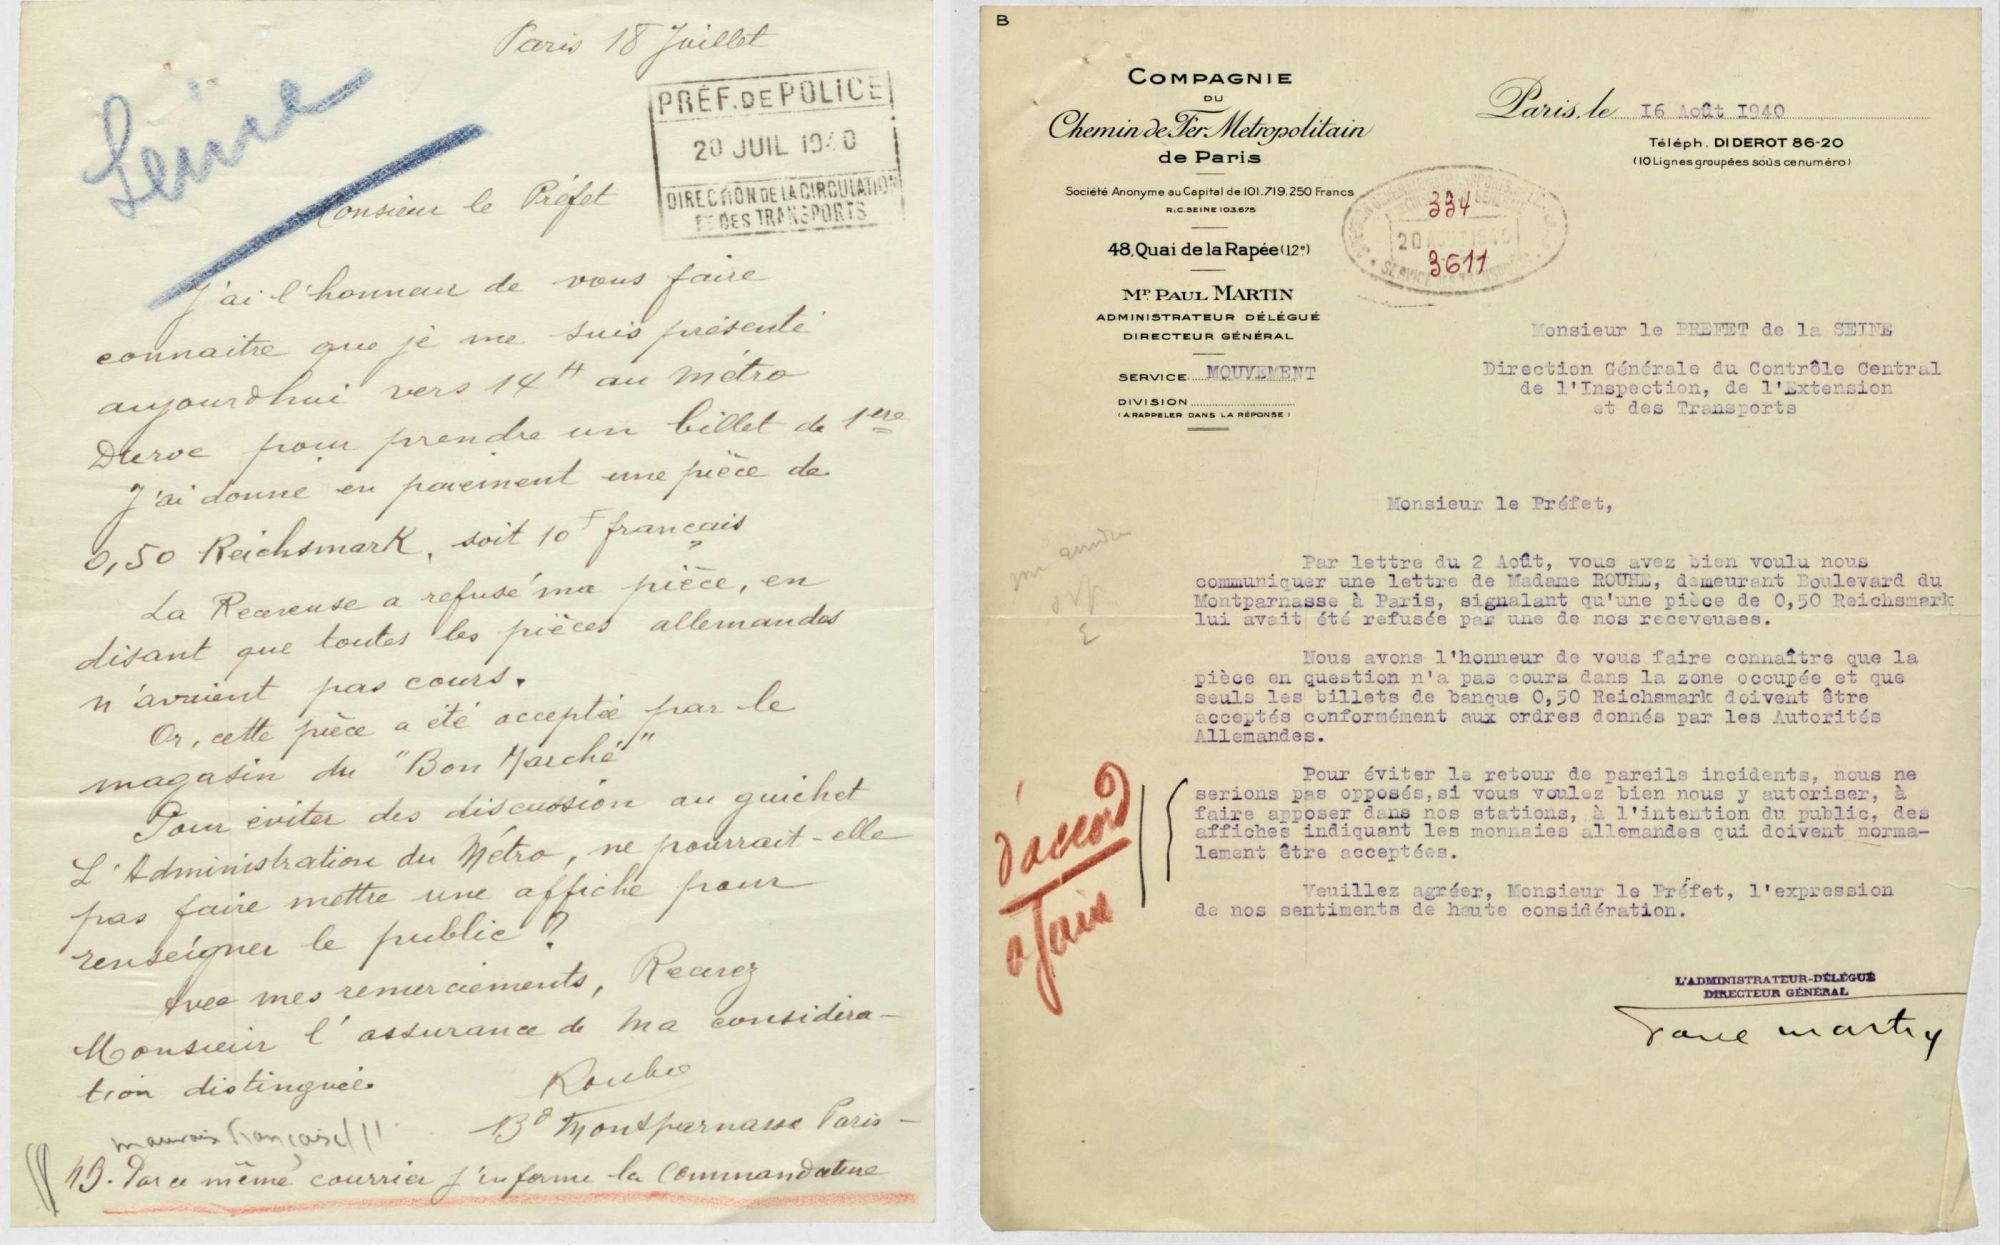 Paris 18 Juillet
Seine
PRÉF. DE POLICE
20 JUIL 1940
DIRECTION DE LA CIRCULATION
ET DES TRANSPORTS
Monsieur le Préfet
J'ai l'honneur de vous faire
connaitre que je me suis présenté
aujourdhui vers 14H au métro
Duroc pour prendre un billet de 1ere
J'ai donné en paiement une pièce de
0,50 Reichsmark, soit 10F français
La Receveuse a refusé ma pièce, en
disant que toutes les pièces allemandes
n'avaient pas cours.
Or, cette pièce a été acceptée par le
magasin du "Bon Marché"
Pour éviter des discussion au guichet
L'Administration du Métro, ne pourrait-elle
pas faire mettre une affiche pour
renseigner le public ?
Avec mes remerciements, Recevez
Monsieur l'assurance de ma considéra-
tion distinguée.
Rouhe
Bd Montparnasse Paris-
mauvais Français !!!
NB. Par ce même courrier j'informe la Commandature
B
COMPAGNIE
DU
Chemin de Fer Metropolitain
de Paris
Société Anonyme au Capital de 101.719.250 Francs
R.C. SEINE 103.675
48, Quai de la Rapée (12e)
Mr PAUL MARTIN
ADMINISTRATEUR DÉLÉGUÉ
DIRECTEUR GÉNÉRAL
SERVICE MOUVEMENT
DIVISION
(A RAPPELER DANS LA RÉPONSE)
Paris, le 16 Août 1940
Téléph. DIDEROT 86-20
(10 Lignes groupées sous ce numéro)
334
20 AOUT 1940
3611
Monsieur le PREFET de la SEINE
Direction Générale du Contrôle Central
de l'Inspection, de l'Extension
et des Transports
Monsieur le Préfet,
Par lettre du 2 Août, vous avez bien voulu nous
communiquer une lettre de Madame ROUHE, demeurant Boulevard du
Montparnasse à Paris, signalant qu'une pièce de 0,50 Reichsmark
lui avait été refusée par une de nos receveuses.
Nous avons l'honneur de vous faire connaître que la
pièce en question n'a pas cours dans la zone occupée et que
seuls les billets de banque 0,50 Reichsmark doivent être
acceptés conformément aux ordres donnés par les Autorités
Allemandes.
Pour éviter le retour de pareils incidents, nous ne
serions pas opposés, si vous voulez bien nous y autoriser, à
faire apposer dans nos stations, à l'intention du public, des
affiches indiquant les monnaies allemandes qui doivent norma-
lement être acceptées.
d'accord
a faire
Veuillez agréer, Monsieur le Préfet, l'expression
de nos sentiments de haute considération.
L'ADMINISTRATEUR-DÉLÉGUÉ
DIRECTEUR GÉNÉRAL
Paul Martin